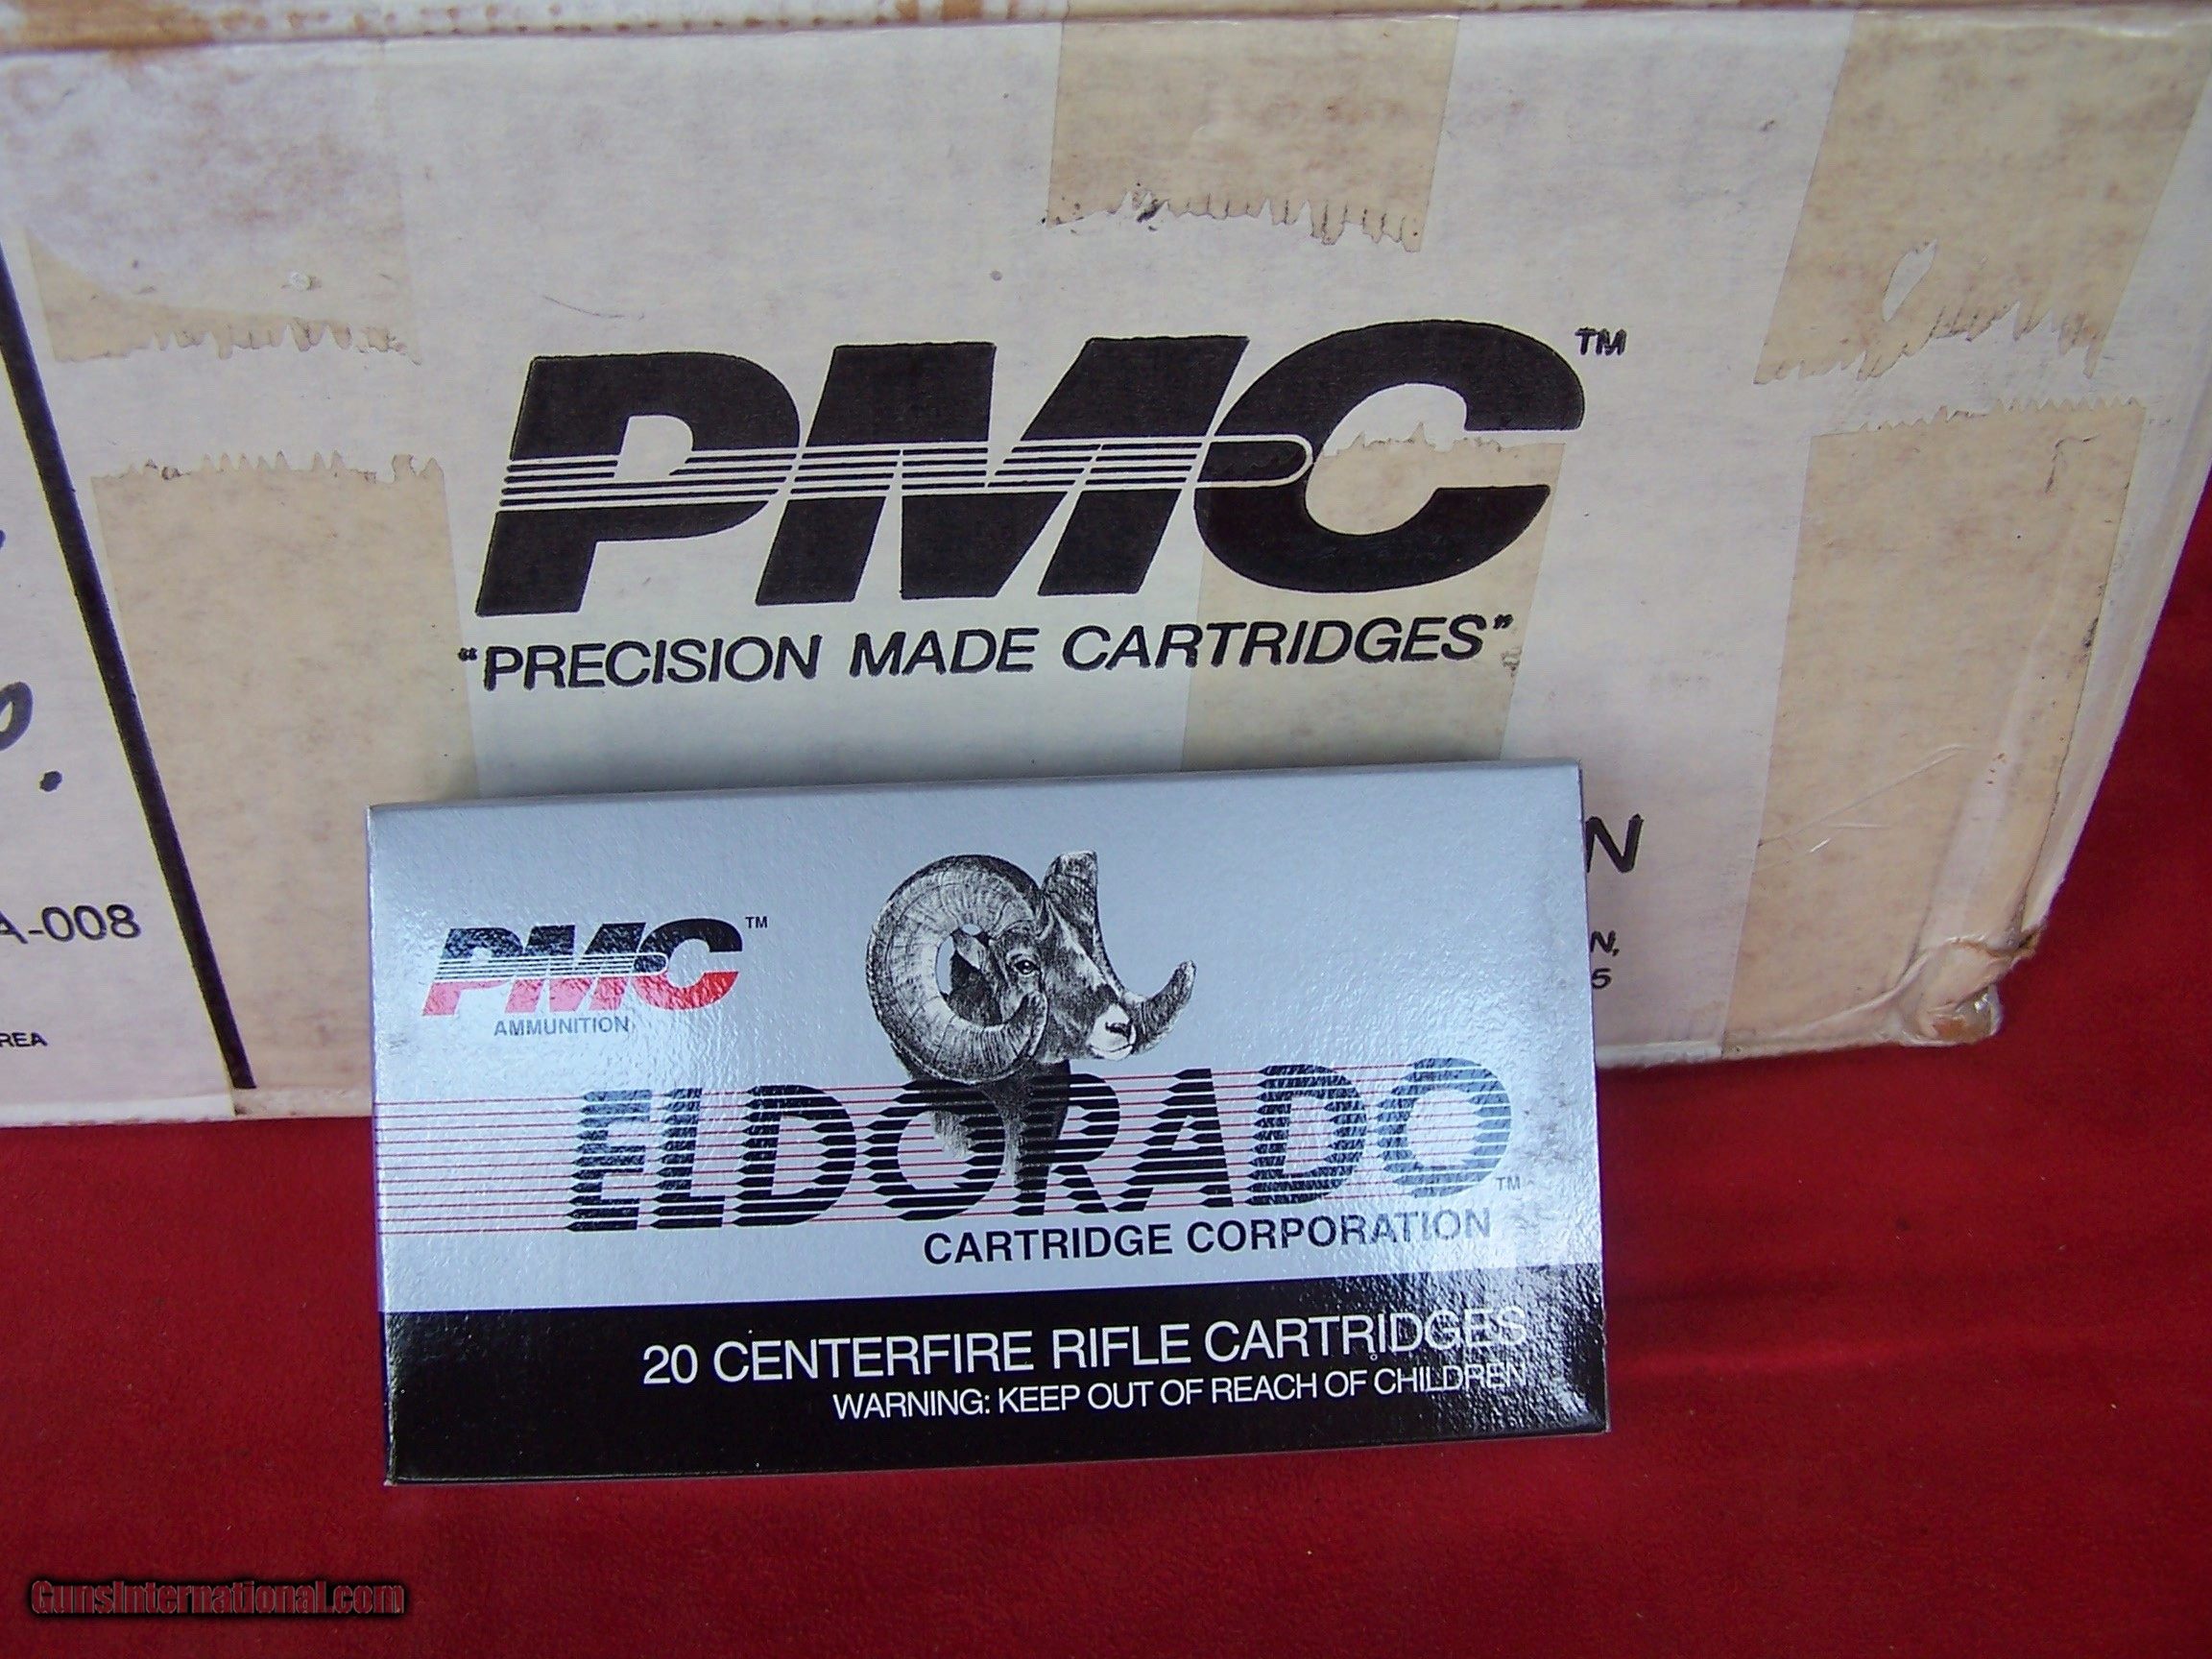 PMC™
“PRECISION MADE CARTRIDGES”
A-008
REA
N
N,
5
PMC™
AMMUNITION
ELDORADO™
CARTRIDGE CORPORATION
20 CENTERFIRE RIFLE CARTRIDGES
WARNING: KEEP OUT OF REACH OF CHILDREN
GunsInternational.com